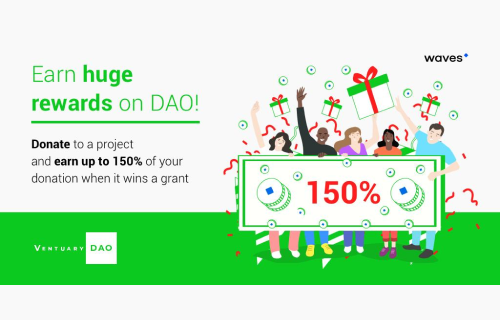 waves
Earn huge
rewards on DAO!
Donate to a project
and earn up to 150% of your
donation when it wins a grant
150%
VENTUARY DAO